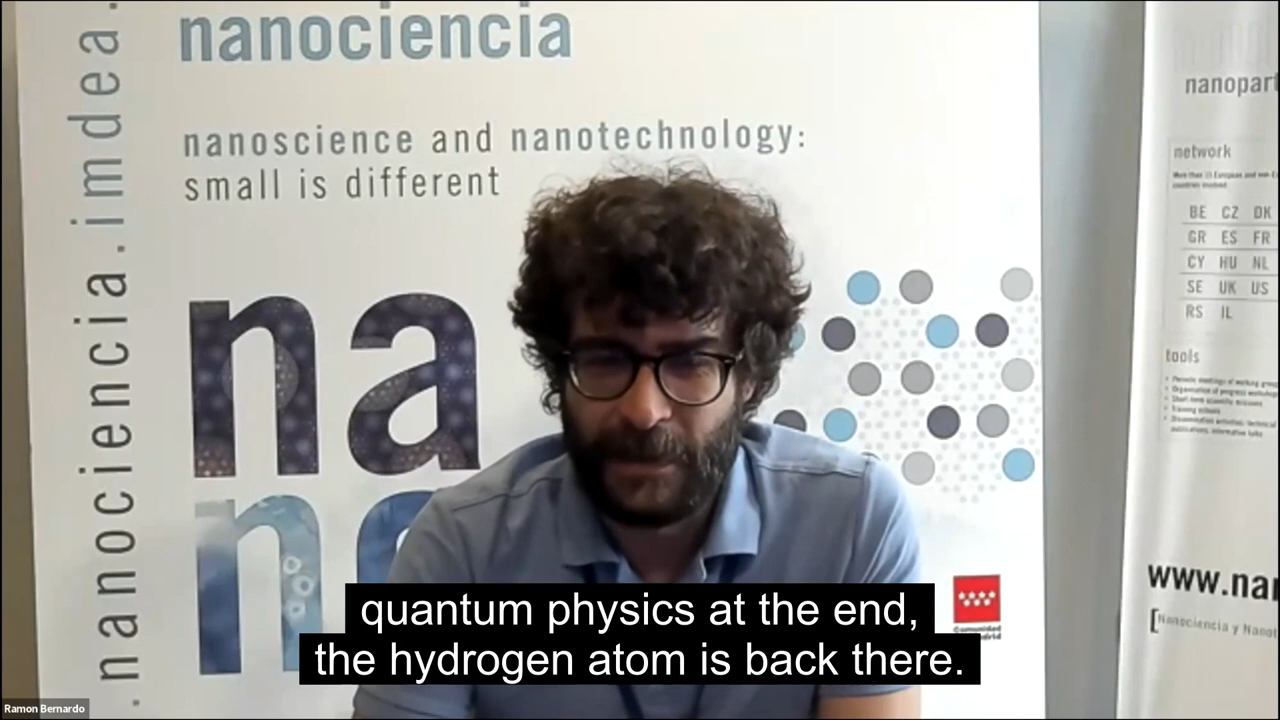 nanociencia
nanoscience and nanotechnology:
small is different
na
.nanociencia.imdea.
nanopart
network
BE CZ DK
GR ES FR
CY HU NL
SE UK US
RS IL
tools
www.nan
[Nanociencia y Nanot
quantum physics at the end,
the hydrogen atom is back there.
Ramon Bernardo